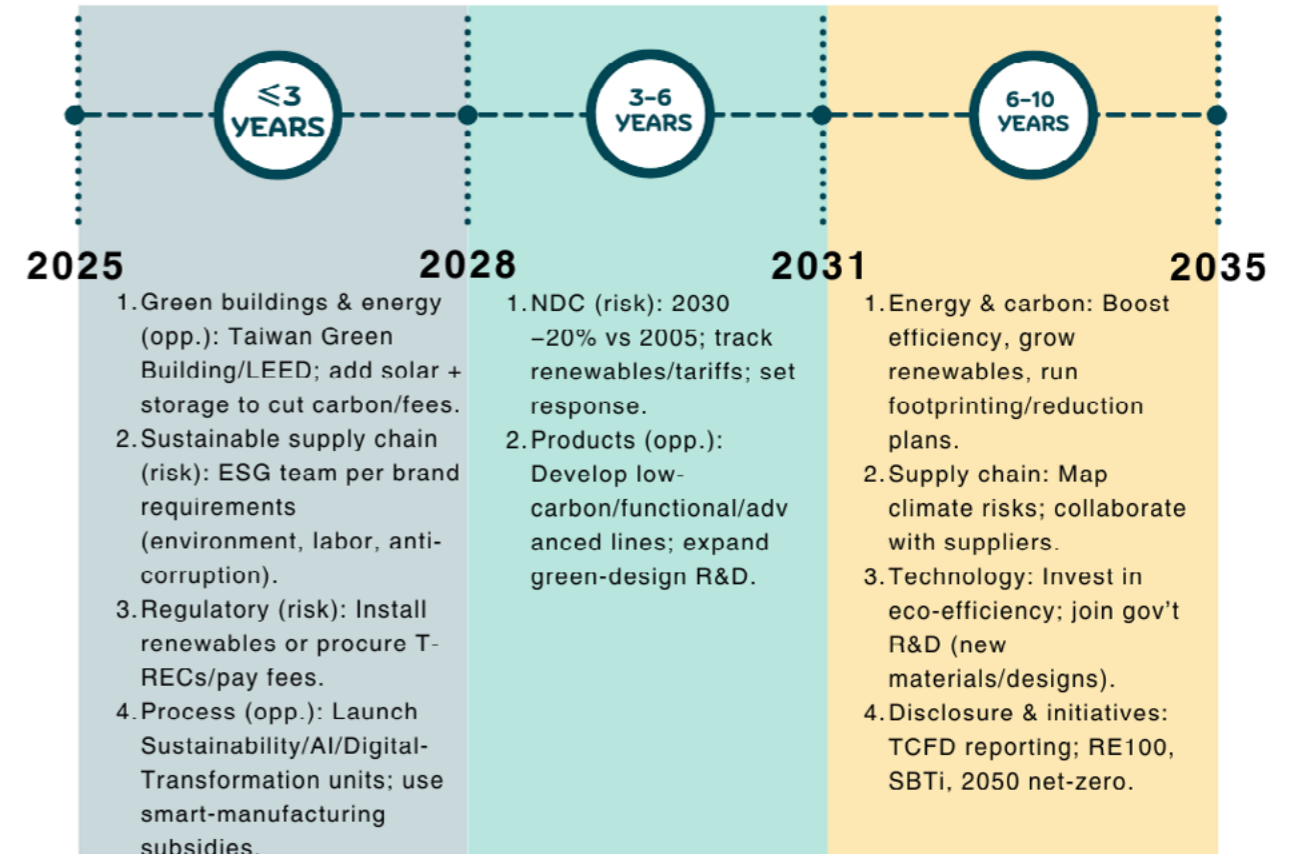 ≤3
YEARS
3–6
YEARS
6–10
YEARS
2025
2028
2031
2035
1. Green buildings & energy
(opp.): Taiwan Green
Building/LEED; add solar +
storage to cut carbon/fees.
2. Sustainable supply chain
(risk): ESG team per brand
requirements
(environment, labor, anti-
corruption).
3. Regulatory (risk): Install
renewables or procure T-
RECs/pay fees.
4. Process (opp.): Launch
Sustainability/AI/Digital-
Transformation units; use
smart-manufacturing
subsidies.
1. NDC (risk): 2030
−20% vs 2005; track
renewables/tariffs; set
response.
2. Products (opp.):
Develop low-
carbon/functional/adv
anced lines; expand
green-design R&D.
1. Energy & carbon: Boost
efficiency, grow
renewables, run
footprinting/reduction
plans.
2. Supply chain: Map
climate risks; collaborate
with suppliers.
3. Technology: Invest in
eco-efficiency; join gov't
R&D (new
materials/designs).
4. Disclosure & initiatives:
TCFD reporting; RE100,
SBTi, 2050 net-zero.